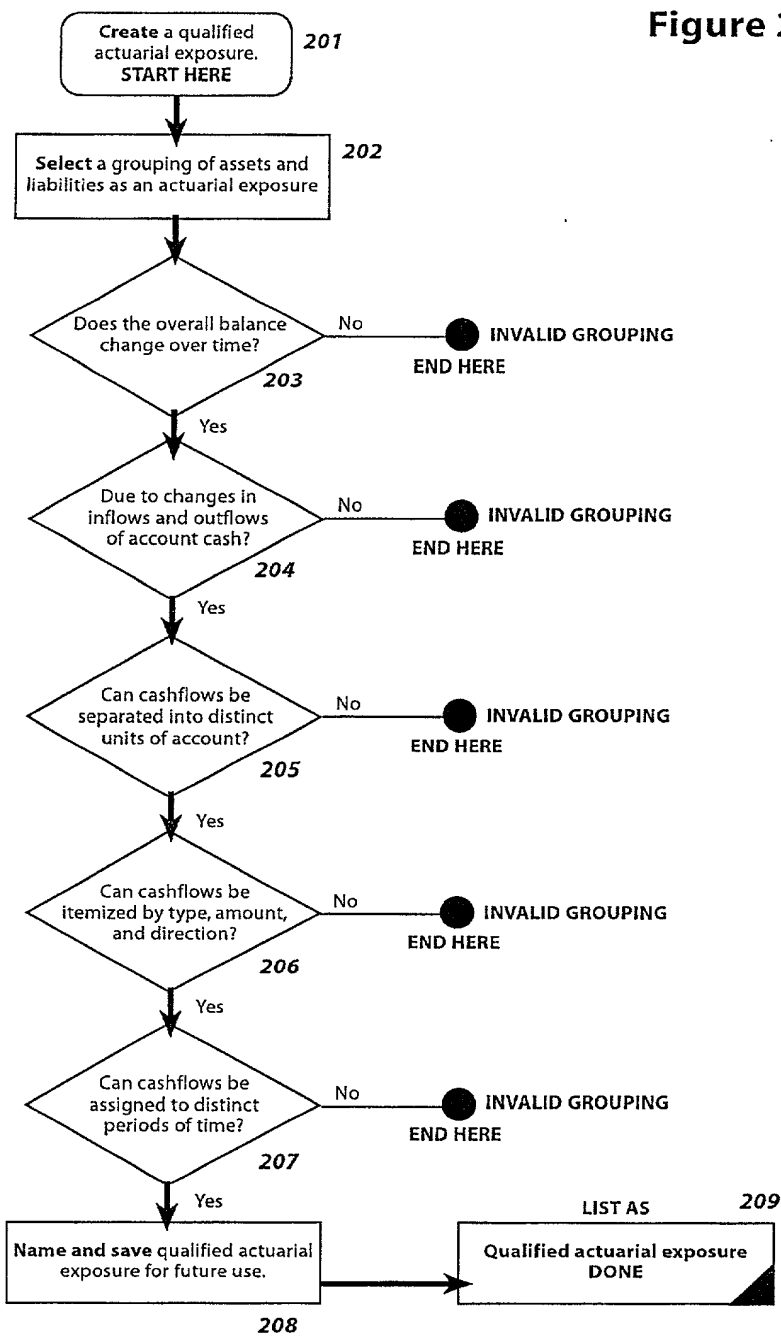 Figure
Create a qualified
actuarial exposure.
START HERE
201
Select a grouping of assets and
liabilities as an actuarial exposure
202
Does the overall balance
change over time?
203
No
INVALID GROUPING
END HERE
Yes
Due to changes in
inflows and outflows
of account cash?
204
No
INVALID GROUPING
END HERE
Yes
Can cashflows be
separated into distinct
units of account?
205
No
INVALID GROUPING
END HERE
Yes
Can cashflows be
itemized by type, amount,
and direction?
206
No
INVALID GROUPING
END HERE
Yes
Can cashflows be
assigned to distinct
periods of time?
207
No
INVALID GROUPING
END HERE
Yes
Name and save qualified actuarial
exposure for future use.
208
LIST AS
209
Qualified actuarial exposure
DONE